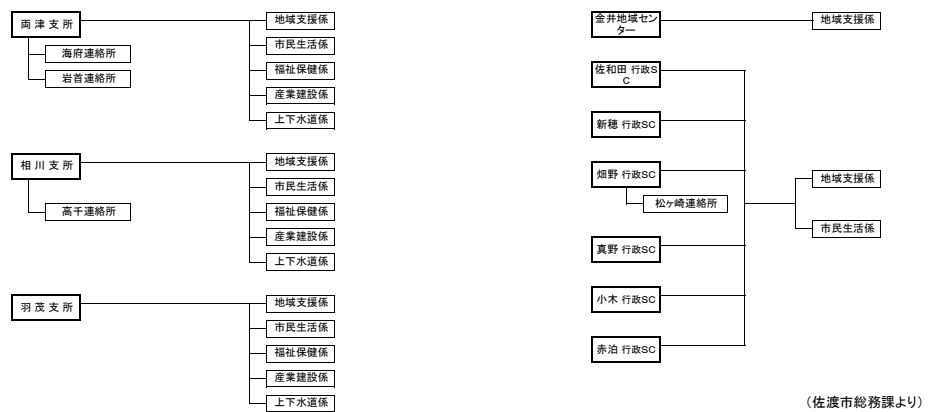 両津支所
海府連絡所
岩首連絡所
地域支援係
市民生活係
福祉保健係
産業建設係
上下水道係
相川支所
高千連絡所
地域支援係
市民生活係
福祉保健係
産業建設係
上下水道係
羽茂支所
地域支援係
市民生活係
福祉保健係
産業建設係
上下水道係
金井地域セン
ター
地域支援係
佐和田 行政S
C
新穂 行政SC
畑野 行政SC
松ヶ崎連絡所
真野 行政SC
小木 行政SC
赤泊 行政SC
地域支援係
市民生活係
（佐渡市総務課より）